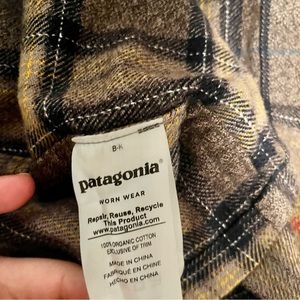 B-K
patagonia®
WORN WEAR
Repair, Reuse, Recycle
This Product
www.patagonia.com
100% ORGANIC COTTON
EXCLUSIVE OF TRIM
MADE IN CHINA
FABRIQUÉ EN CHINE
HECHO EN CHINA